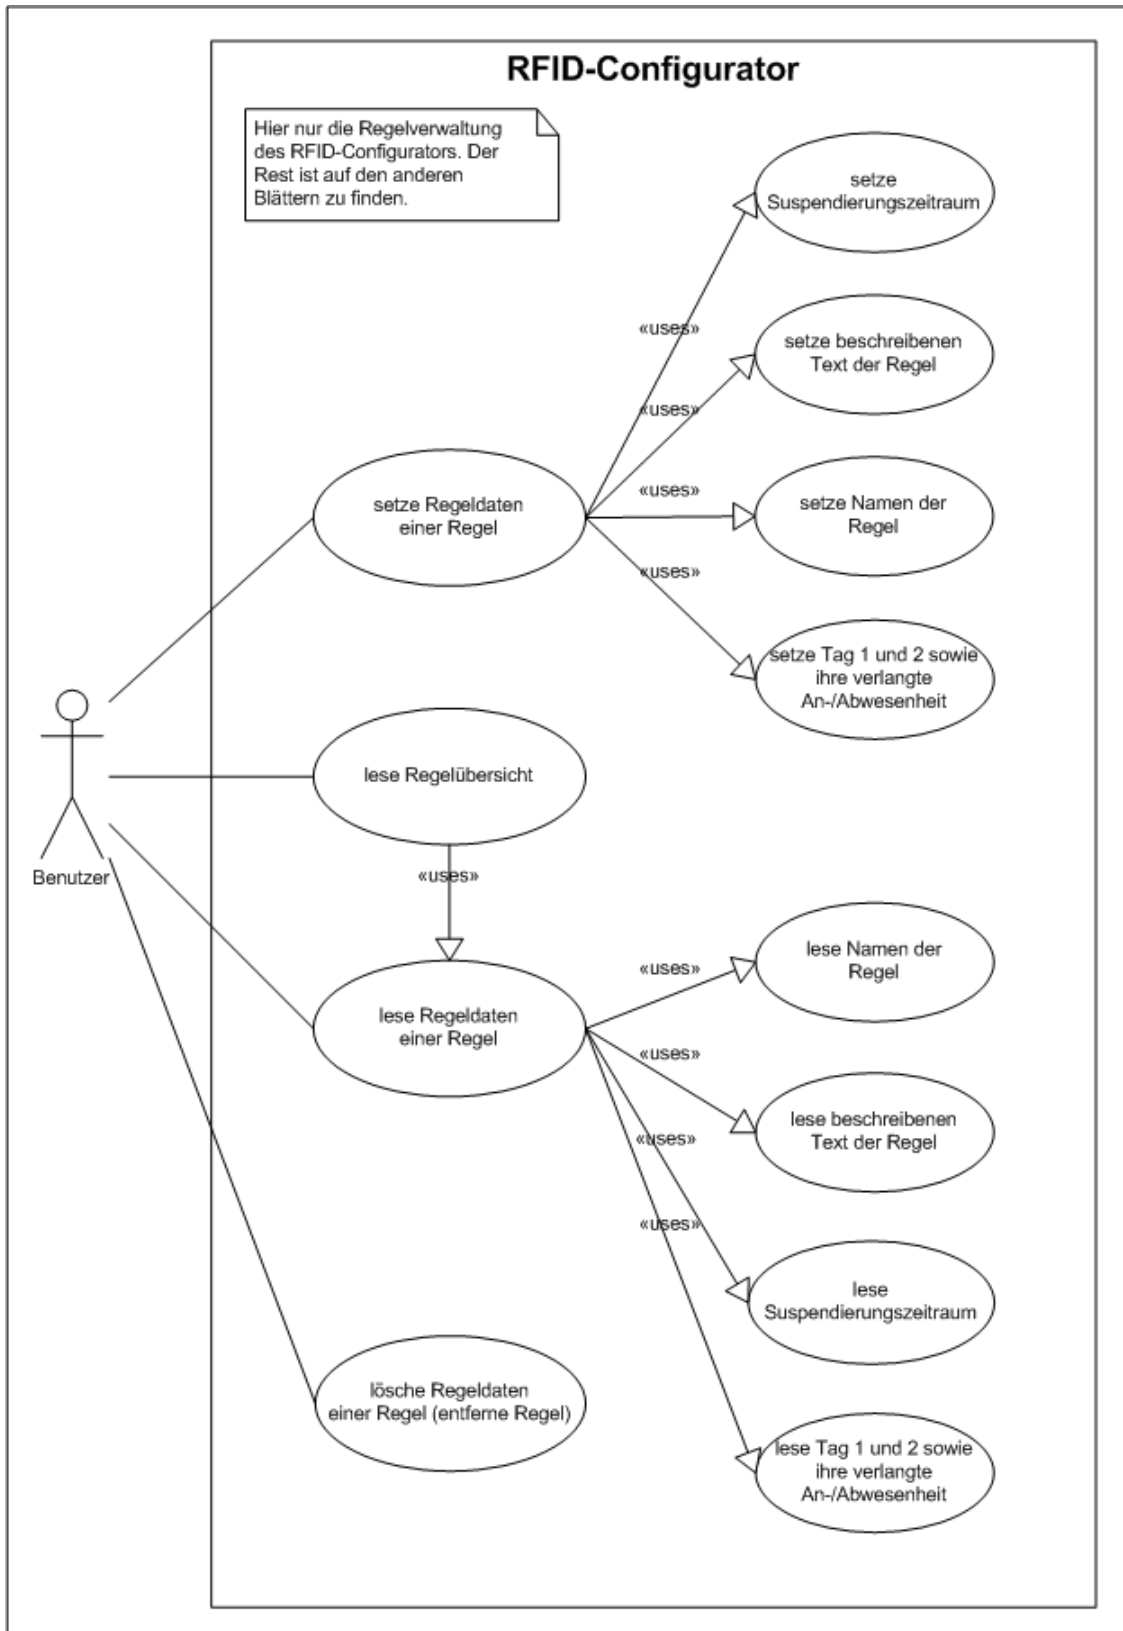 RFID-Configurator
Hier nur die Regelverwaltung
des RFID-Configurators. Der
Rest ist auf den anderen
Blättern zu finden.
setze
Suspendierungszeitraum
«uses»
setze beschreibenen
Text der Regel
«uses»
setze Regeldaten
einer Regel
«uses»
setze Namen der
Regel
«uses»
setze Tag 1 und 2 sowie
ihre verlangte
An-/Abwesenheit
lese Regelübersicht
Benutzer
«uses»
lese Regeldaten
einer Regel
«uses»
lese Namen der
Regel
«uses»
lese beschreibenen
Text der Regel
«uses»
lese
Suspendierungszeitraum
«uses»
lösche Regeldaten
einer Regel (entferne Regel)
lese Tag 1 und 2 sowie
ihre verlangte
An-/Abwesenheit